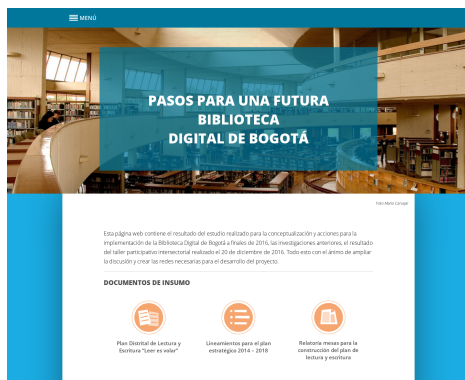 MENÚ
PASOS PARA UNA FUTURA
BIBLIOTECA
DIGITAL DE BOGOTÁ
Foto Mario Carvajal
Esta página web contiene el resultado del estudio realizado para la conceptualización y acciones para la
implementación de la Biblioteca Digital de Bogotá a finales de 2016, las investigaciones anteriores, el resultado
del taller participativo intersectorial realizado el 20 de diciembre de 2016. Todo esto con el ánimo de ampliar
la discusión y crear las redes necesarias para el desarrollo del proyecto.
DOCUMENTOS DE INSUMO
Plan Distrital de Lectura y
Escritura "Leer es volar"
Lineamientos para el plan
estratégico 2014 – 2018
Relatoría mesas para la
construcción del plan de
lectura y escritura